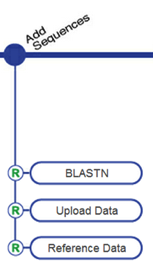 Add
Sequences
R BLASTN
R Upload Data
R Reference Data